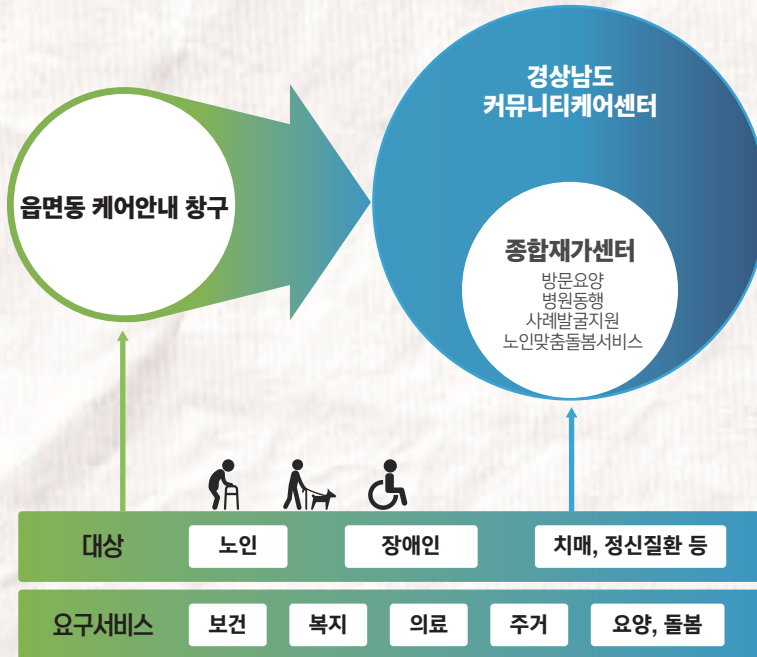 경상남도
커뮤니티케어센터
읍면동 케어안내 창구
종합재가센터
방문요양
병원동행
사례발굴지원
노인맞춤돌봄서비스
대상
노인
장애인
치매, 정신질환 등
요구서비스
보건
복지
의료
주거
요양, 돌봄